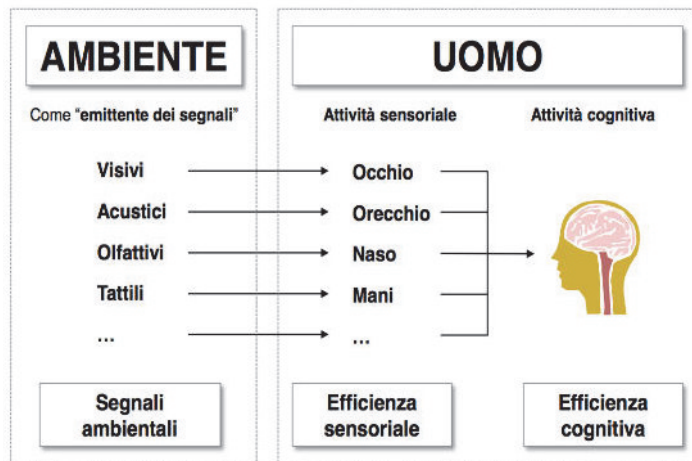 AMBIENTE
UOMO
Come “emittente dei segnali”
Attività sensoriale
Attività cognitiva
Visivi
Occhio
Acustici
Orecchio
Olfattivi
Naso
Tattili
Mani
...
...
Segnali
ambientali
Efficienza
sensoriale
Efficienza
cognitiva